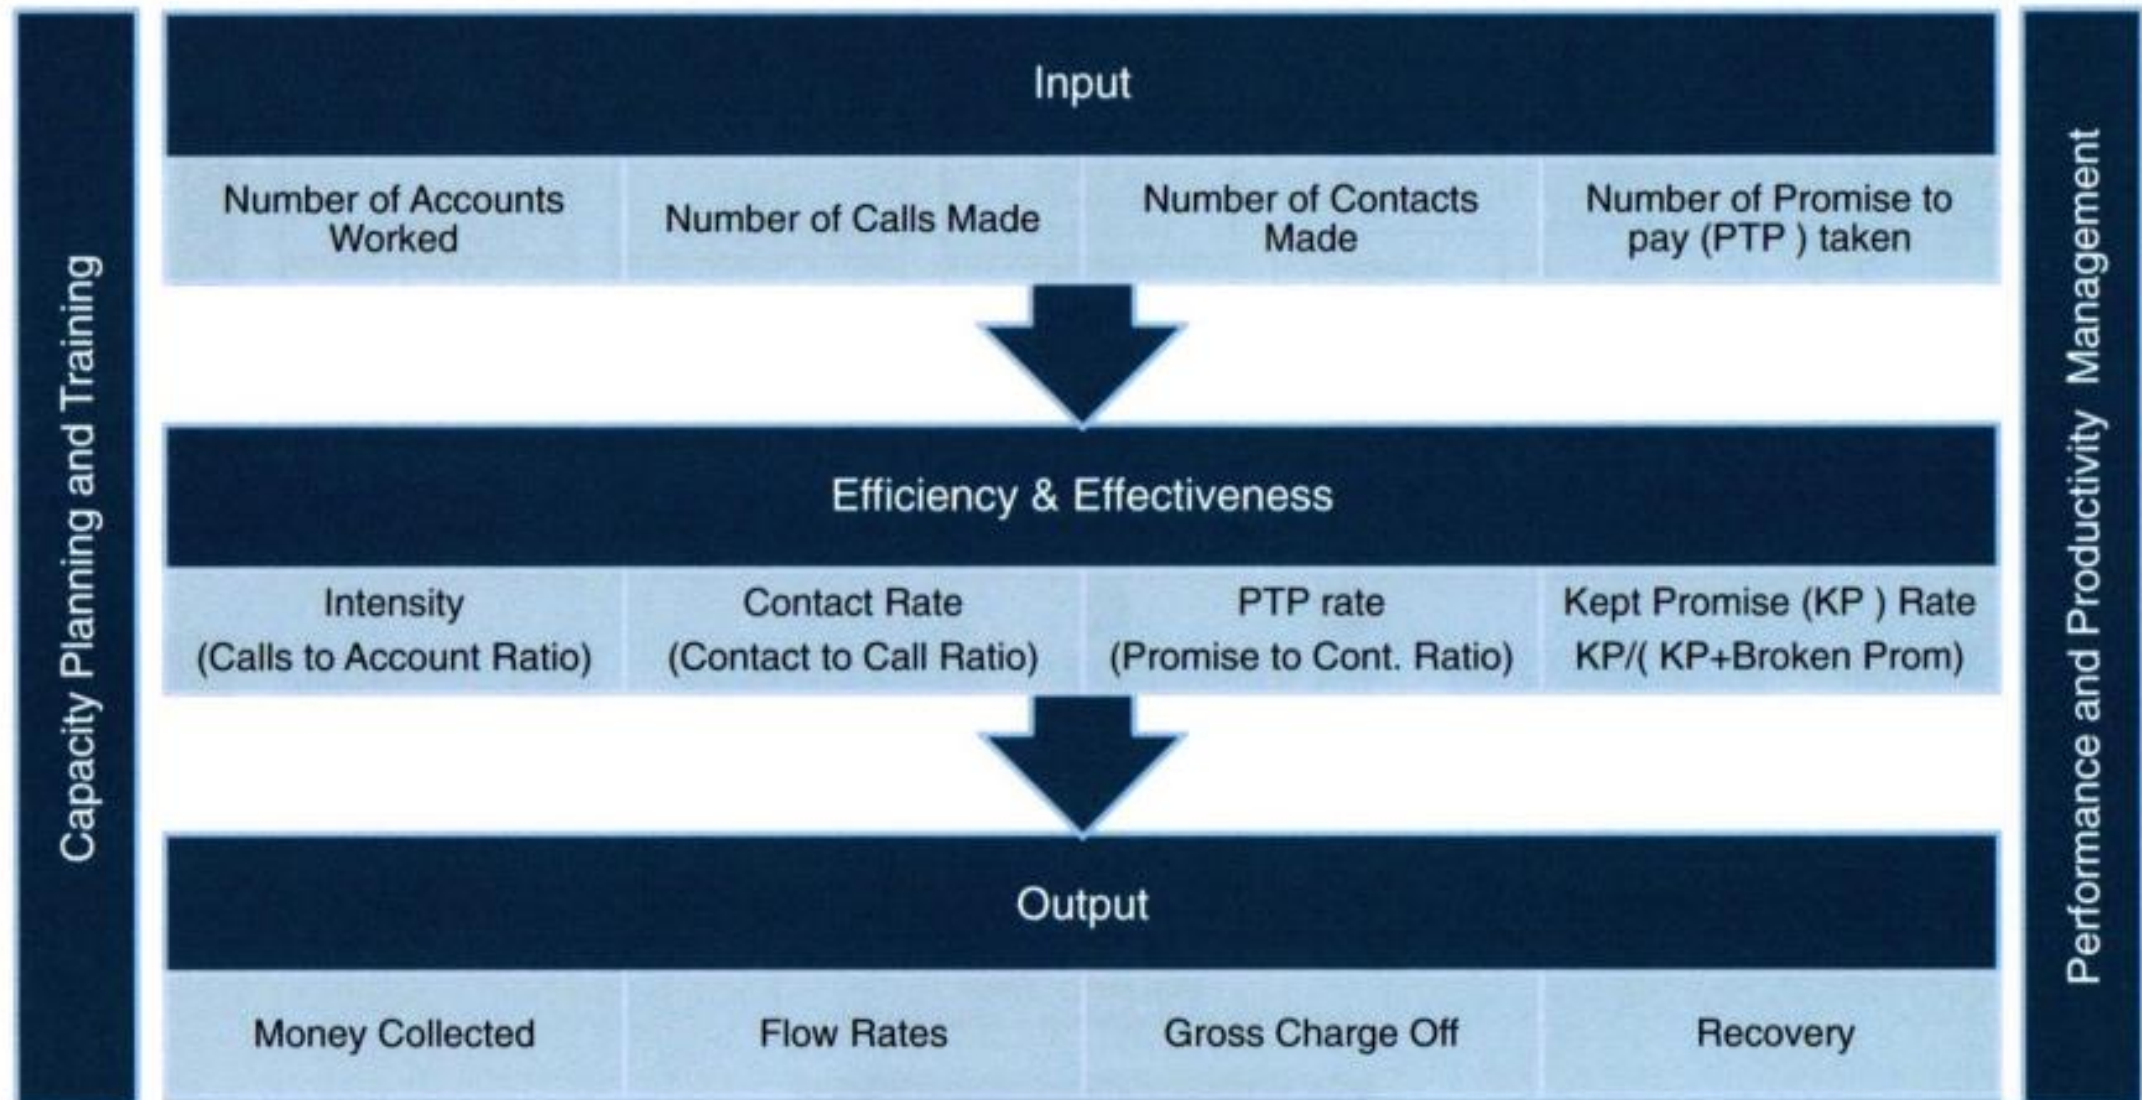 Capacity Planning and Training
Input
Number of Accounts
Worked
Number of Calls Made
Number of Contacts
Made
Number of Promise to
pay (PTP ) taken
Efficiency & Effectiveness
Intensity
(Calls to Account Ratio)
Contact Rate
(Contact to Call Ratio)
PTP rate
(Promise to Cont. Ratio)
Kept Promise (KP ) Rate
KP/( KP+Broken Prom)
Output
Money Collected
Flow Rates
Gross Charge Off
Recovery
Performance and Productivity Management